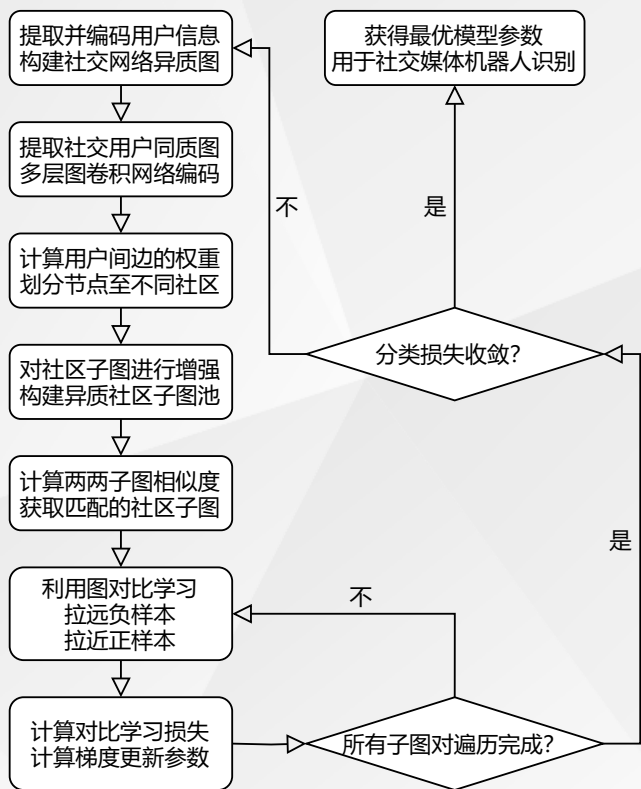 提取并编码用户信息
构建社交网络异质图
获得最优模型参数
用于社交媒体机器人识别
提取社交用户同质图
多层图卷积网络编码
不
是
计算用户间边的权重
划分节点至不同社区
分类损失收敛?
对社区子图进行增强
构建异质社区子图池
计算两两子图相似度
获取匹配的社区子图
是
利用图对比学习
拉远负样本
拉近正样本
不
计算对比学习损失
计算梯度更新参数
所有子图对遍历完成?